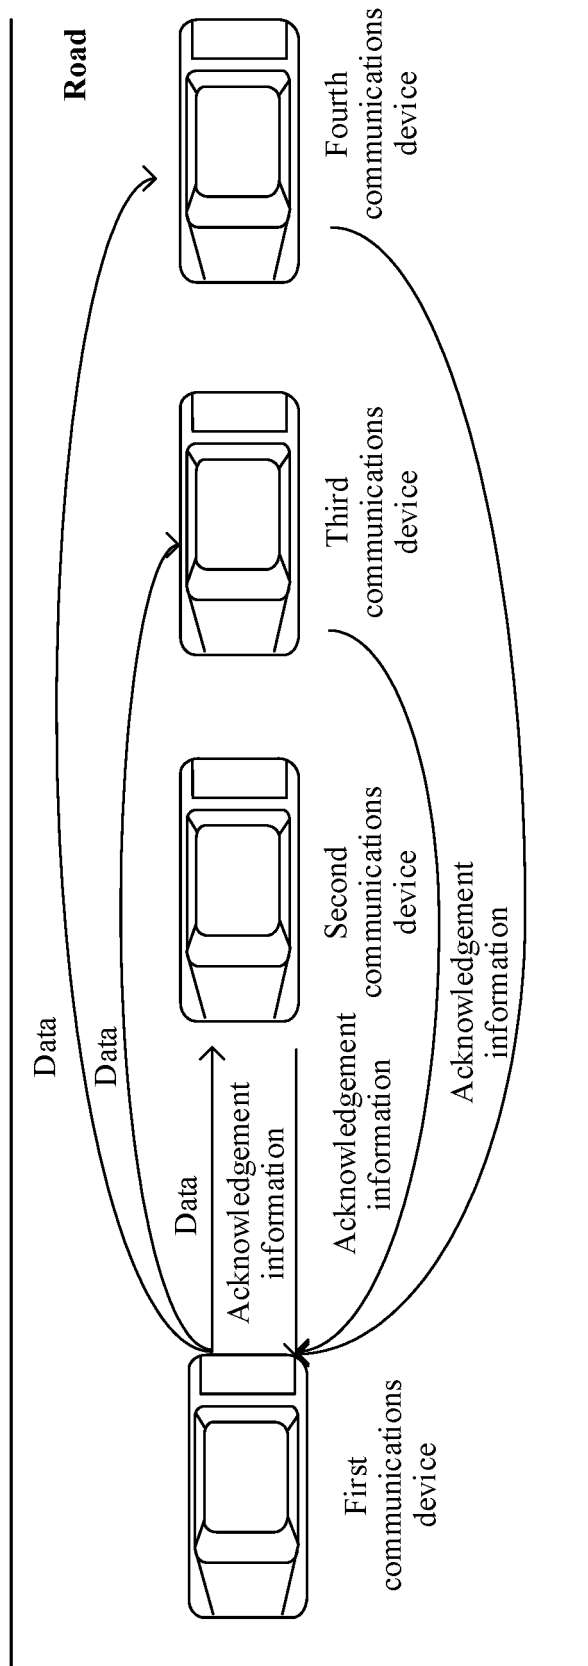 Road
Data
Data
Data
Acknowledgement
information
Acknowledgement
information
Acknowledgement
information
First
communications
device
Second
communications
device
Third
communications
device
Fourth
communications
device